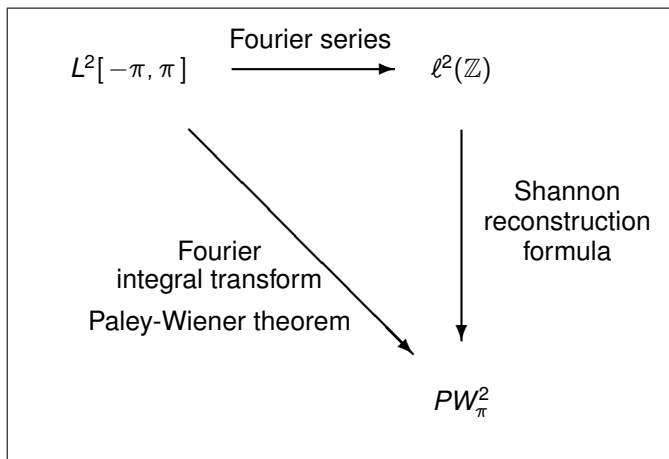 Fourier series
L²[−π, π]
ℓ²(ℤ)
Shannon
reconstruction
formula
Fourier
integral transform
Paley-Wiener theorem
PW²_π